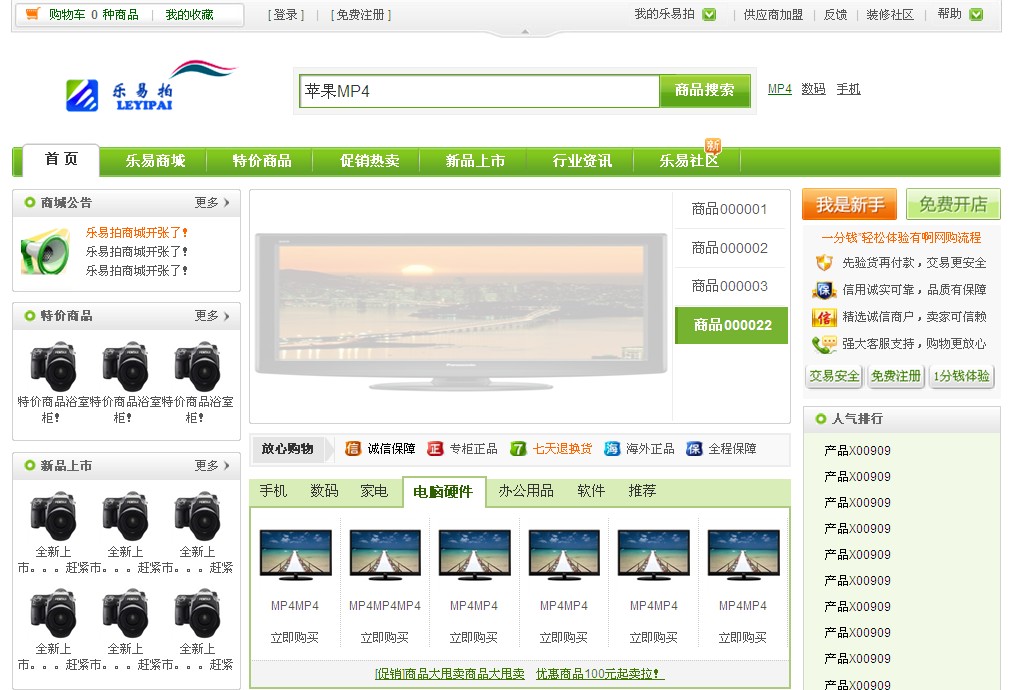 购物车 0 种商品 | 我的收藏 [ 登录 ] | [ 免费注册 ] 我的乐易拍 | 供应商加盟 | 反馈 | 装修社区 | 帮助
乐易拍
LEYIPAI
苹果MP4 商品搜索 MP4 数码 手机
首 页 乐易商城 特价商品 促销热卖 新品上市 行业资讯 乐易社区 新
商城公告 更多
乐易拍商城开张了!
乐易拍商城开张了!
乐易拍商城开张了!
特价商品 更多
特价商品浴室柜! 特价商品浴室柜! 特价商品浴室柜!
新品上市 更多
全新上市。。。赶紧 全新上市。。。赶紧 全新上市。。。赶紧
全新上市。。。赶紧 全新上市。。。赶紧 全新上市。。。赶紧
商品000001
商品000002
商品000003
商品000022
Panasonic
放心购物 信 诚信保障 正 专柜正品 7 七天退换货 海 海外正品 保 全程保障
手机 数码 家电 电脑硬件 办公用品 软件 推荐
MP4MP4 MP4MP4MP4 MP4MP4 MP4MP4 MP4MP4 MP4MP4
立即购买 立即购买 立即购买 立即购买 立即购买 立即购买
[促销]商品大甩卖商品大甩卖 优惠商品100元起卖拉!
我是新手 免费开店
一分钱"轻松体验有啊网购流程
先验货再付款，交易更安全
保 信用诚实可靠，品质有保障
信 精选诚信商户，卖家可信赖
强大客服支持，购物更放心
交易安全 免费注册 1分钱体验
人气排行
产品X00909
产品X00909
产品X00909
产品X00909
产品X00909
产品X00909
产品X00909
产品X00909
产品X00909
产品X00909